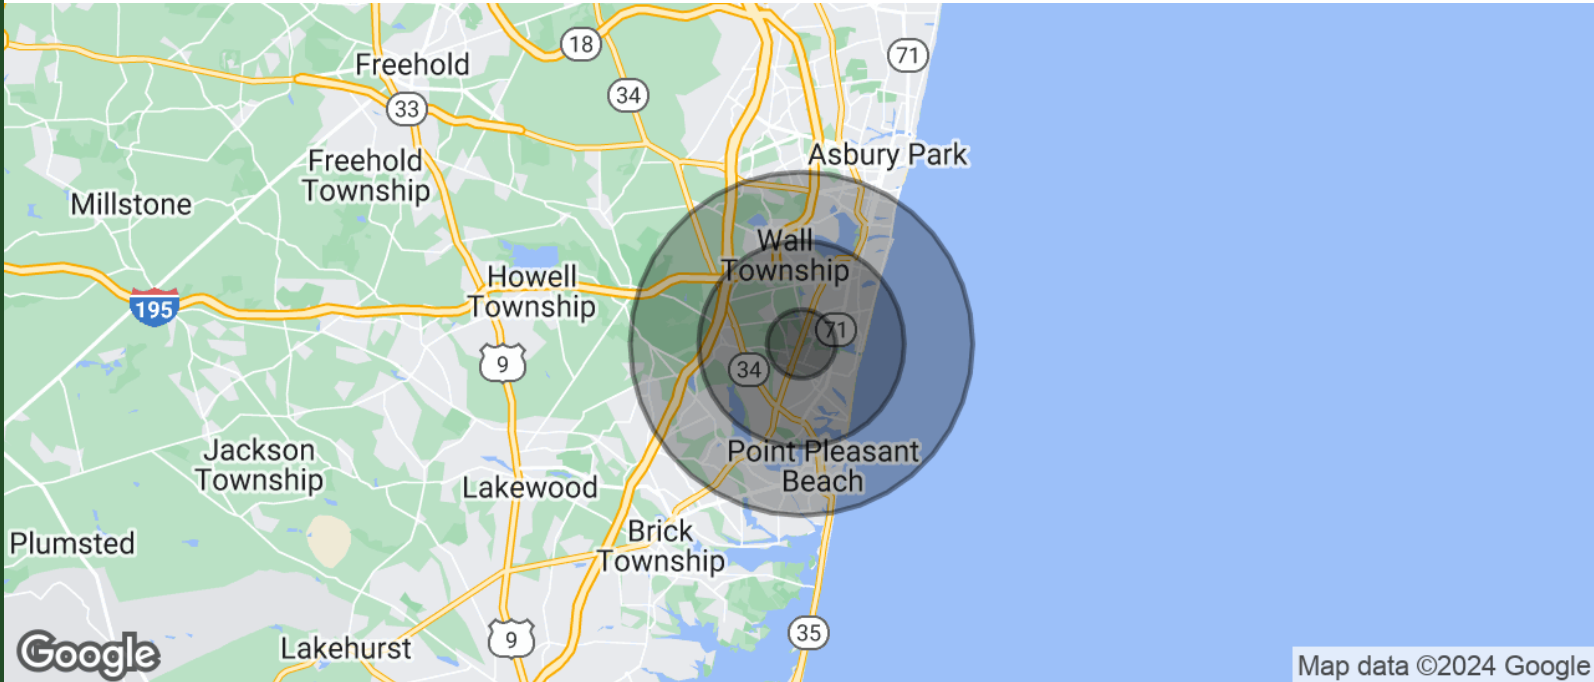 18
71
Freehold
34
33
Asbury Park
Freehold
Township
Millstone
Wall
Township
Howell
Township
195
71
9
34
Jackson
Township
Point Pleasant
Beach
Lakewood
Brick
Township
Plumsted
35
9
Lakehurst
Google
Map data ©2024 Google